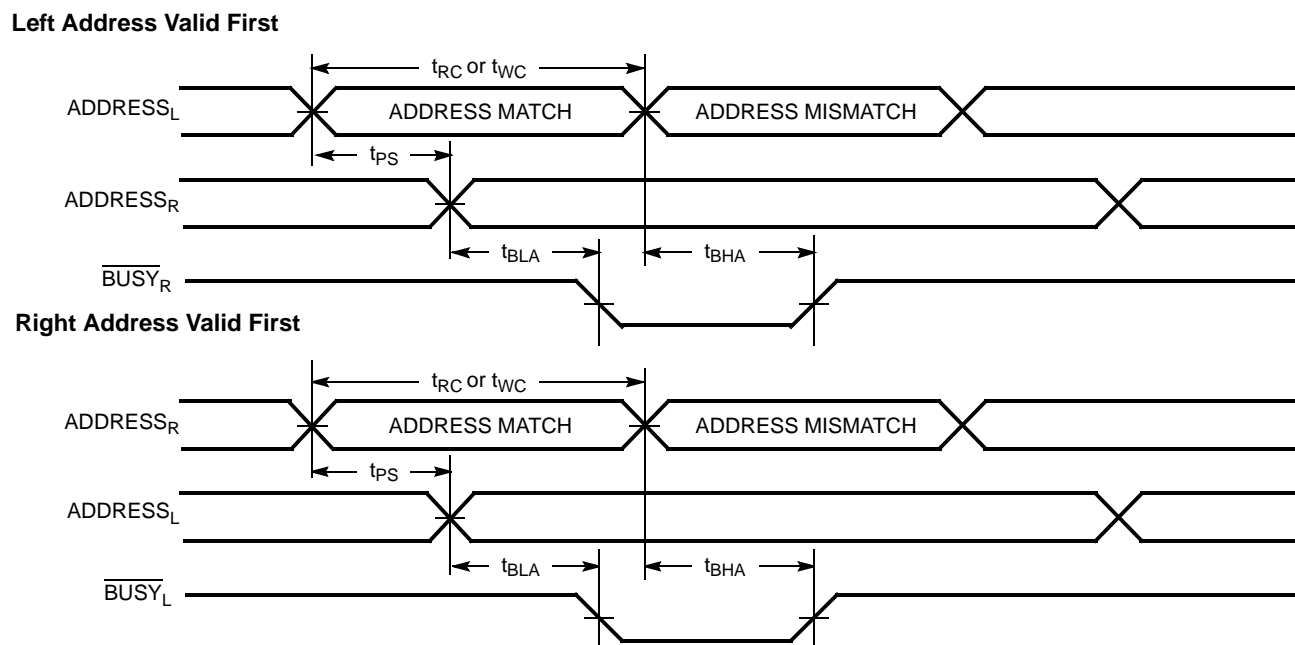 Left Address Valid First
tRC or tWC
ADDRESSL
ADDRESS MATCH
ADDRESS MISMATCH
tPS
ADDRESSR
tBLA
tBHA
BUSYR
Right Address Valid First
tRC or tWC
ADDRESSR
ADDRESS MATCH
ADDRESS MISMATCH
tPS
ADDRESSL
tBLA
tBHA
BUSYL